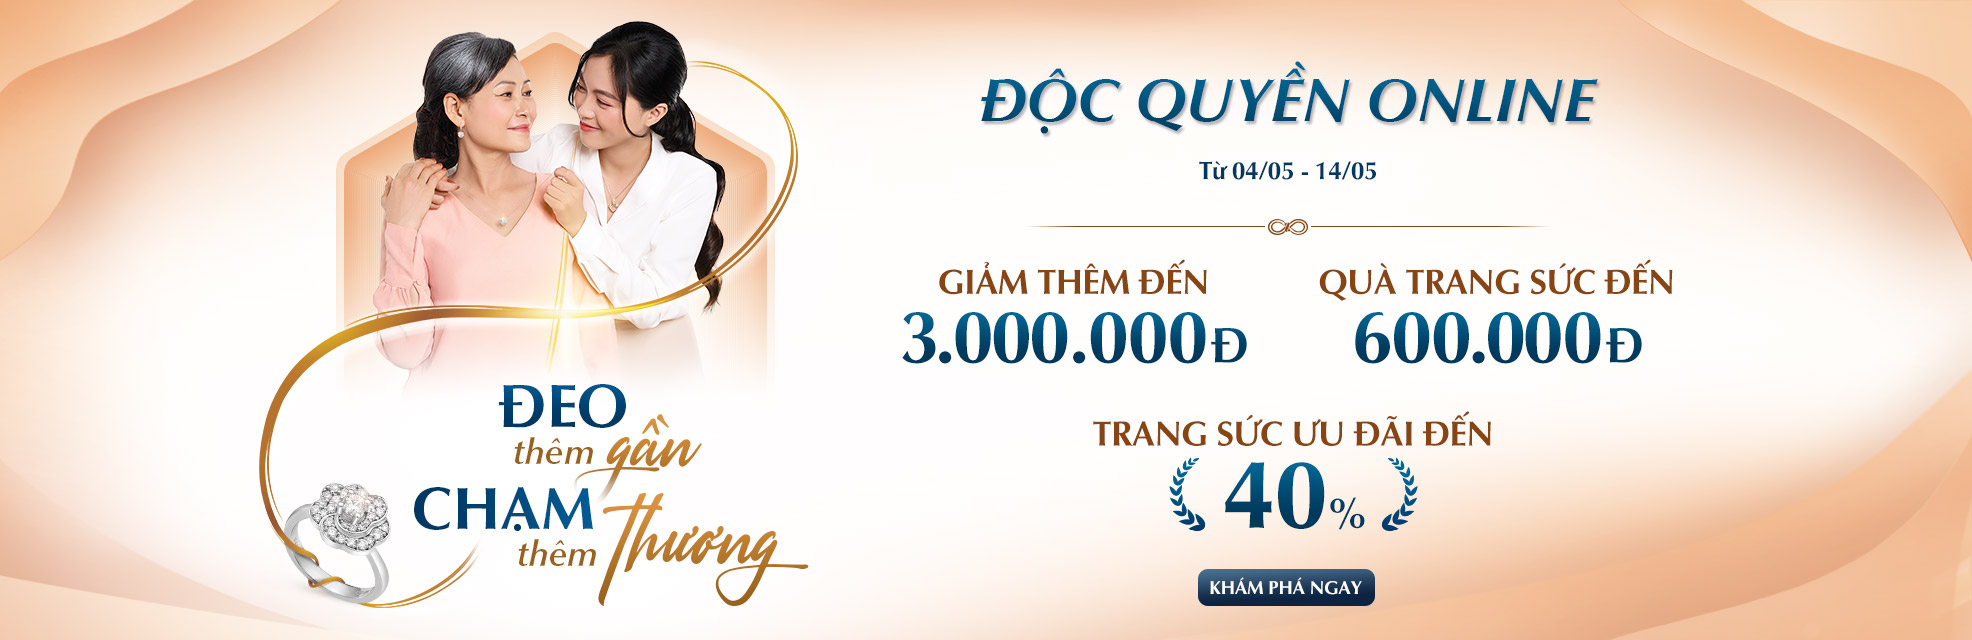 ĐEO
thêm gần
CHẠM
thêm Thương
ĐỘC QUYỀN ONLINE
Từ 04/05 - 14/05
GIẢM THÊM ĐẾN
3.000.000Đ
QUÀ TRANG SỨC ĐẾN
600.000Đ
TRANG SỨC ƯU ĐÃI ĐẾN
40%
KHÁM PHÁ NGAY